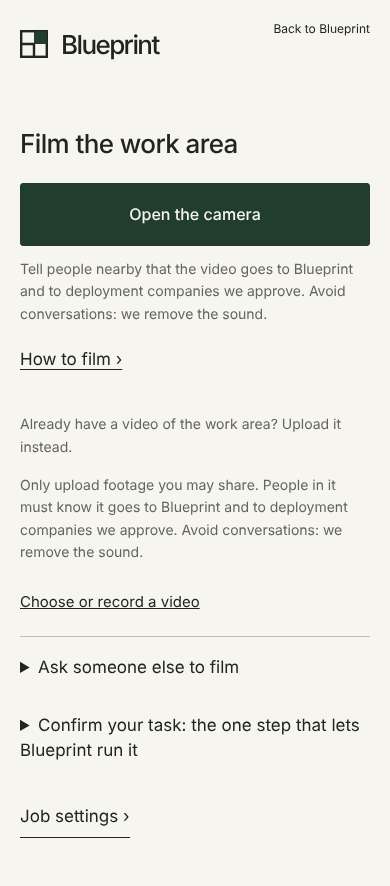 Back to Blueprint
Blueprint
Film the work area
Open the camera
Tell people nearby that the video goes to Blueprint
and to deployment companies we approve. Avoid
conversations: we remove the sound.
How to film ›
Already have a video of the work area? Upload it
instead.
Only upload footage you may share. People in it
must know it goes to Blueprint and to deployment
companies we approve. Avoid conversations: we
remove the sound.
Choose or record a video
Ask someone else to film
Confirm your task: the one step that lets
Blueprint run it
Job settings ›